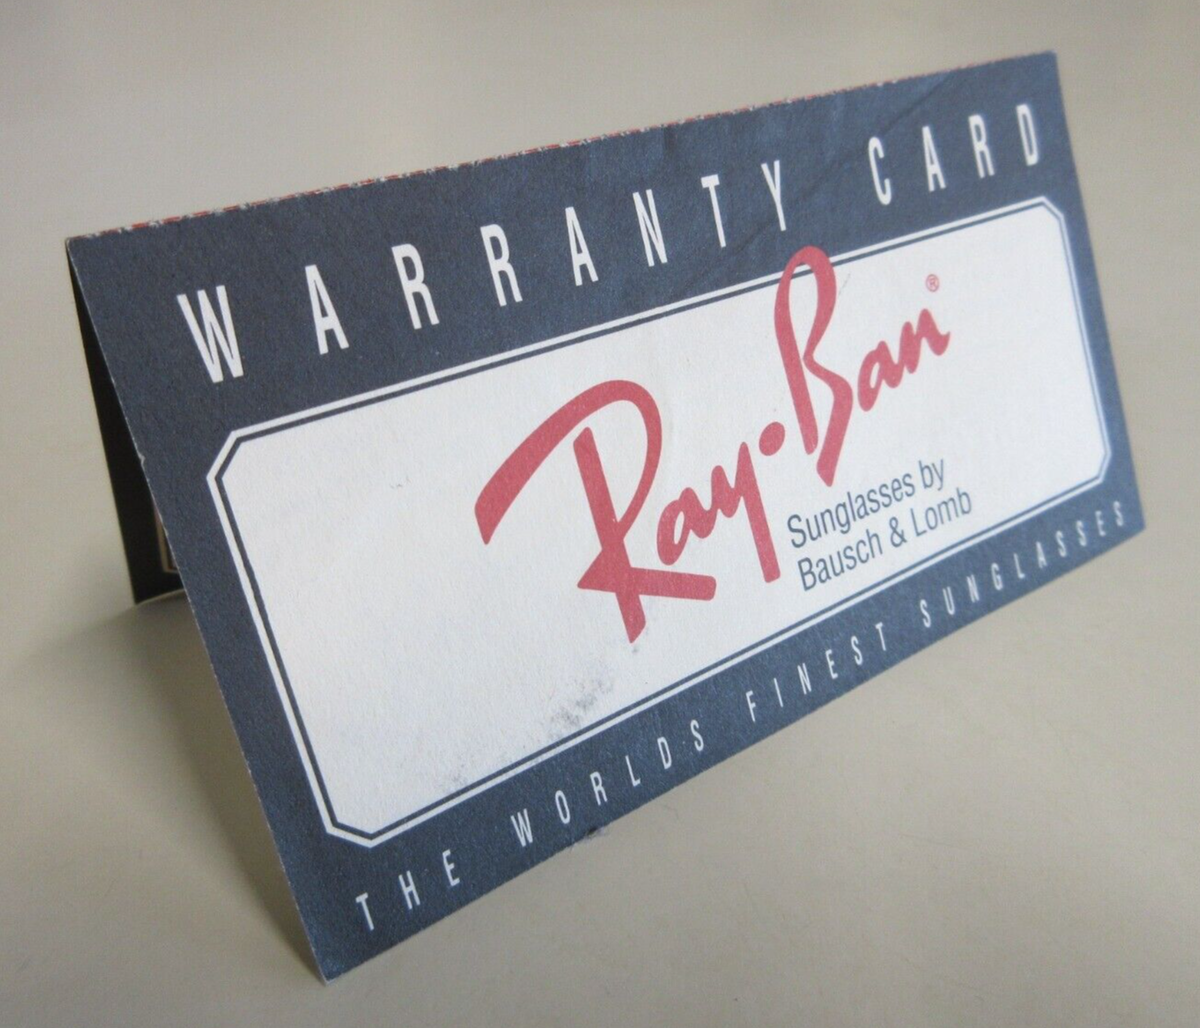 WARRANTY CARD
Ray•Ban®
Sunglasses by
Bausch & Lomb
THE WORLDS FINEST SUNGLASSES